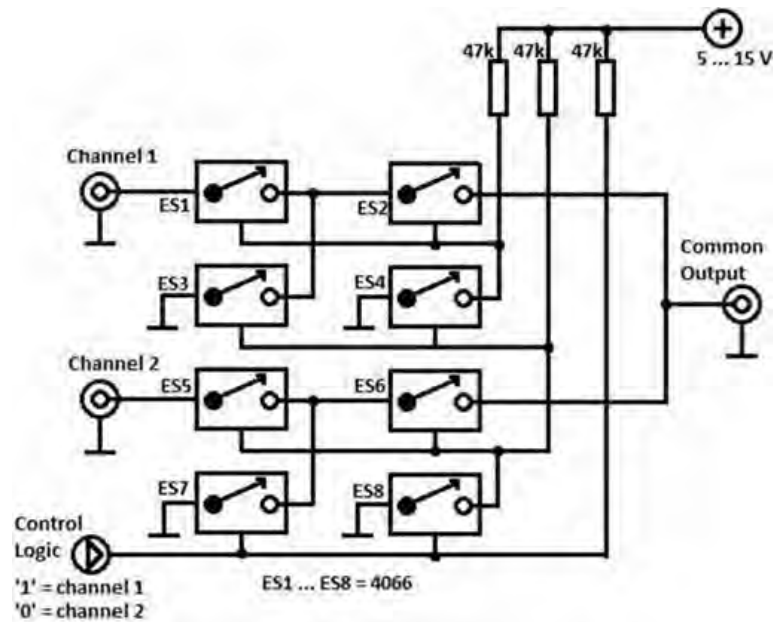 47k 47k 47k
5 ... 15 V
Channel 1
ES1
ES2
Common
Output
ES3
ES4
Channel 2
ES5
ES6
ES7
ES8
Control
Logic
'1' = channel 1
'0' = channel 2
ES1 ... ES8 = 4066